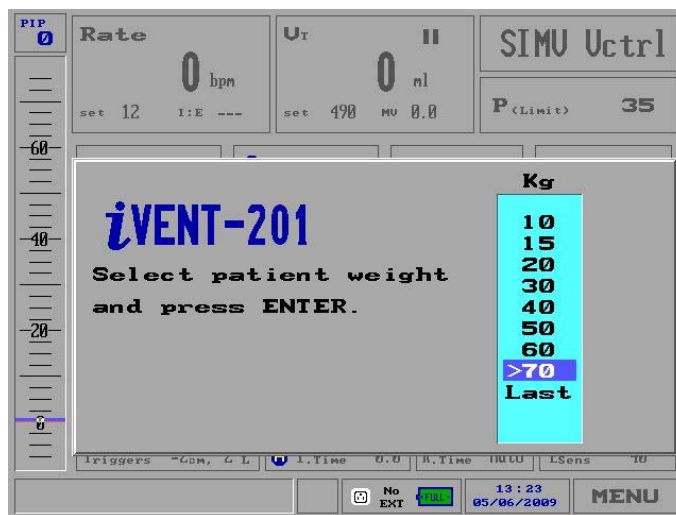 PIP
0
Rate
0 bpm
set 12 I:E ---
VT
0 ml
set 490 MV 0.0
SIMV Vctrl
P(Limit) 35
60
40
20
0
iVENT-201
Select patient weight
and press ENTER.
Kg
10
15
20
30
40
50
60
>70
Last
Triggers I.Time 0.0 R.Time LSens
No
EXT
FULL
13:23
05/06/2009
MENU